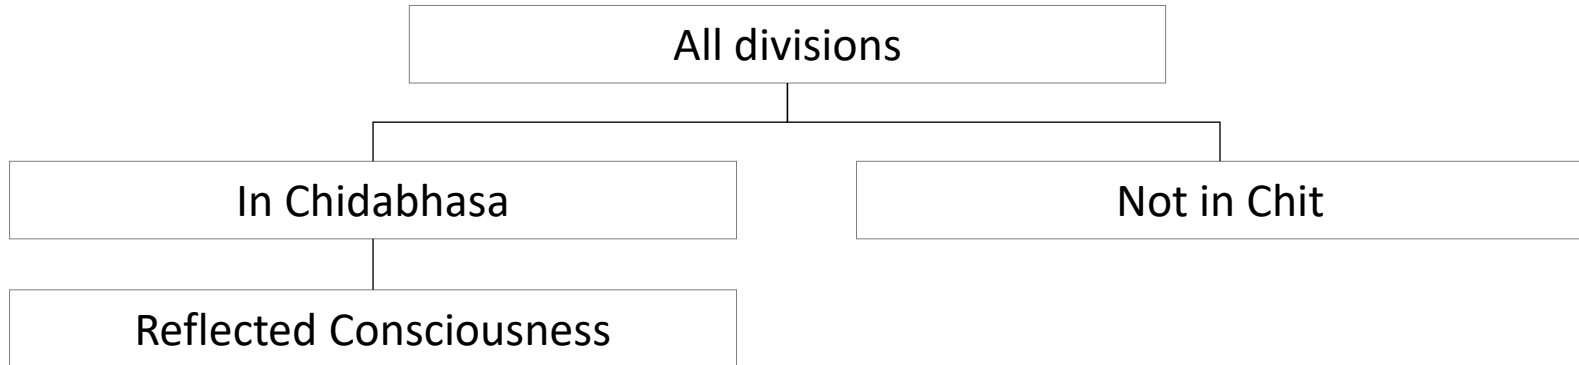 All divisions
In Chidabhasa
Not in Chit
Reflected Consciousness